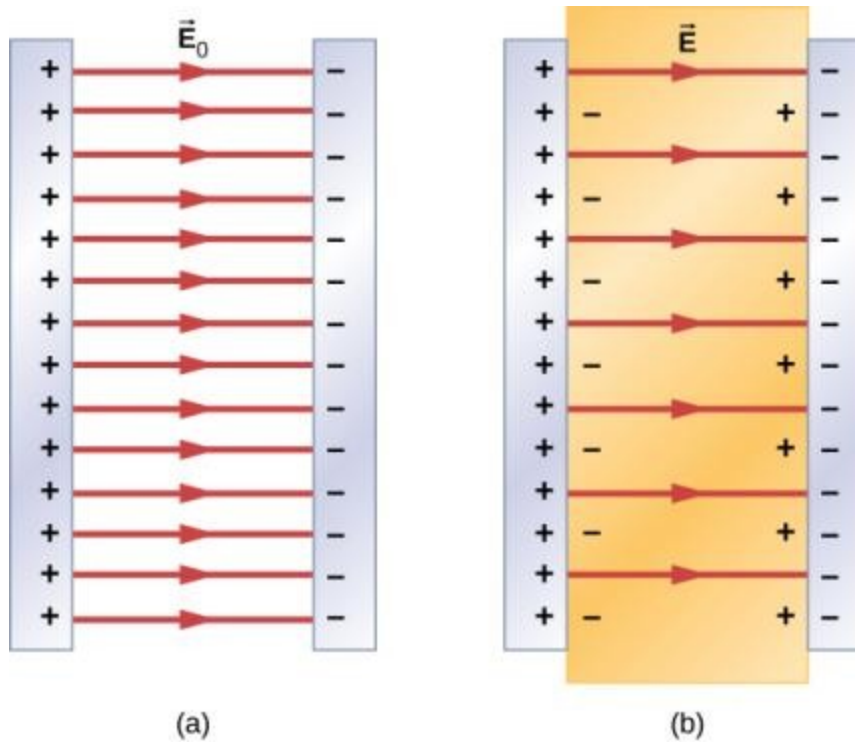 E⃗₀ E⃗
+ − + −
+ − + − + −
+ − + −
+ − + − + −
+ − + −
+ − + − + −
+ − + −
+ − + − + −
+ − + −
+ − + − + −
+ − + −
+ − + − + −
+ − + −
+ − + − + −
(a) (b)